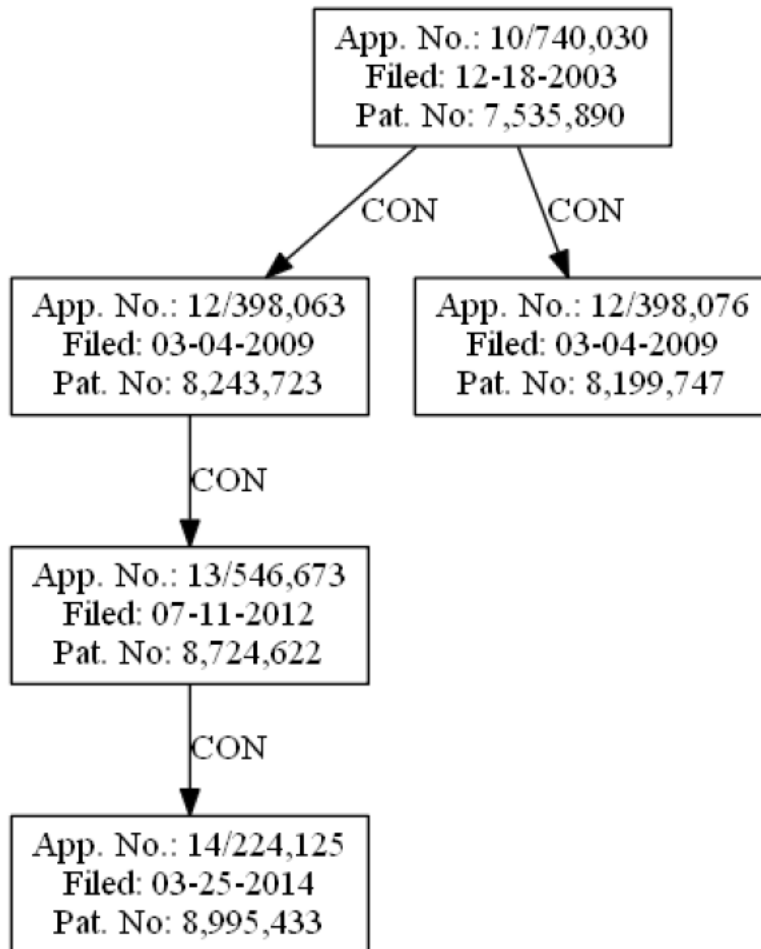 App. No.: 10/740,030
Filed: 12-18-2003
Pat. No: 7,535,890
CON
CON
App. No.: 12/398,063
Filed: 03-04-2009
Pat. No: 8,243,723
App. No.: 12/398,076
Filed: 03-04-2009
Pat. No: 8,199,747
CON
App. No.: 13/546,673
Filed: 07-11-2012
Pat. No: 8,724,622
CON
App. No.: 14/224,125
Filed: 03-25-2014
Pat. No: 8,995,433